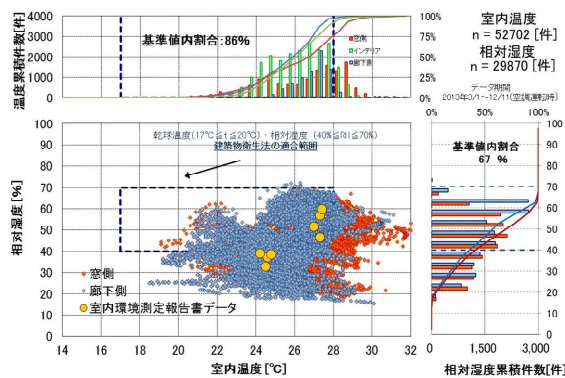 4000
3000
2000
1000
0
温度累積件数[件]
基準値内割合:86%
100%
75%
50%
25%
0%
窓側
インテリア
廊下側
室内温度
n = 52702 [件]
相対湿度
n = 29870 [件]
データ期間
2013年3/1~12/11(空調運転時)
乾球温度(17℃≦t≦28℃)・相対湿度 (40%≦RH≦70%)
建築物衛生法の適合範囲
100
90
80
70
60
50
40
30
20
10
0
相対湿度[%]
窓側
廊下側
室内環境測定報告書データ
14 16 18 20 22 24 26 28 30 32
室内温度[℃]
0 50 100%
基準値内割合
67 %
0 1,500 3,000
相対湿度累積件数[件]